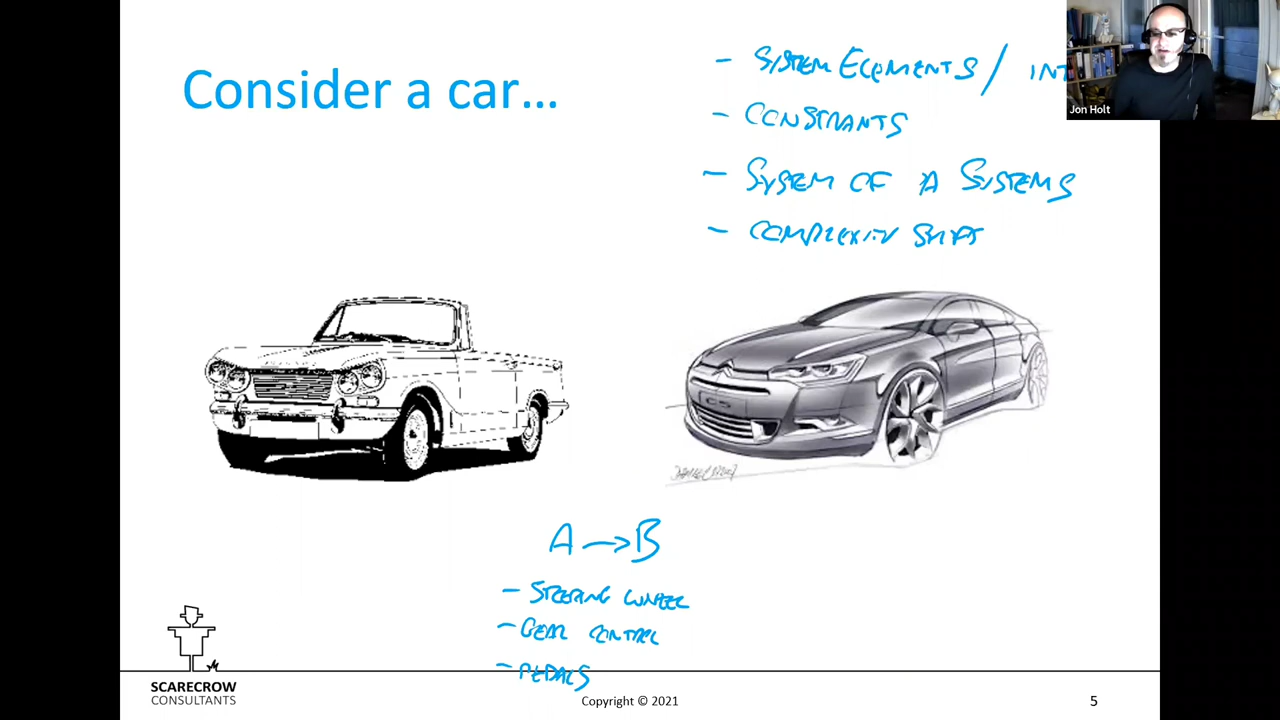 Consider a car...
- SYSTEM ELEMENTS / INT
- CONSTRAINTS
- SYSTEM OF A SYSTEMS
- COMPLEXITY SHIFT
Jon Holt
A → B
- STEERING WHEEL
- GEAR CONTROL
- PEDALS
SCARECROW
CONSULTANTS
Copyright © 2021
5